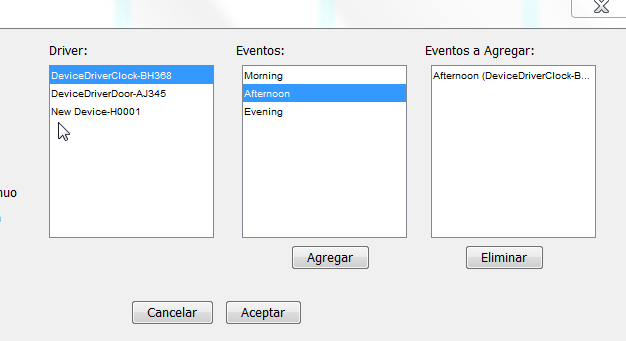 Driver:
Eventos:
Eventos a Agregar:
DeviceDriverClock-BH368
DeviceDriverDoor-AJ345
New Device-H0001
Morning
Afternoon
Evening
Afternoon (DeviceDriverClock-B...
nuo
Agregar
Eliminar
Cancelar
Aceptar